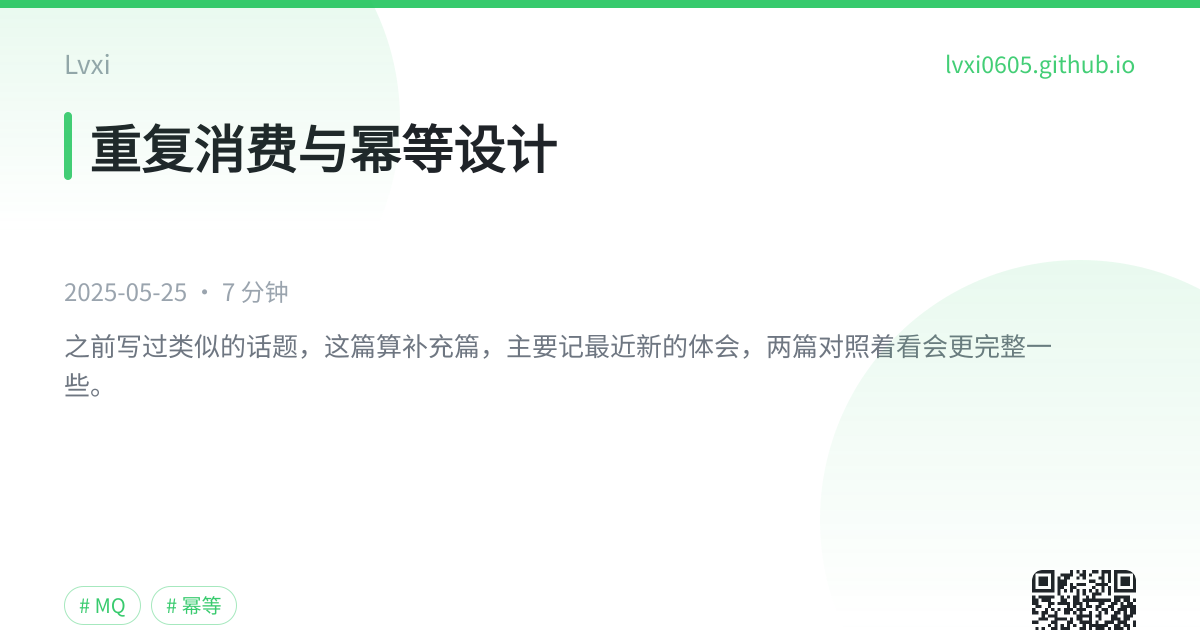 Lvxi
lvxi0605.github.io
重复消费与幂等设计
2025-05-25 · 7 分钟
之前写过类似的话题，这篇算补充篇，主要记最近新的体会，两篇对照着看会更完整一
些。
# MQ
# 幂等